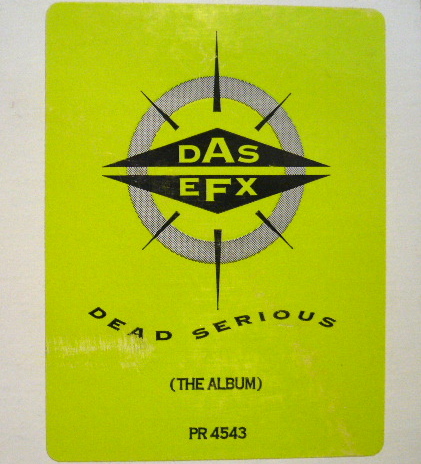 DAS
EFX
DEAD SERIOUS
(THE ALBUM)
PR 4543